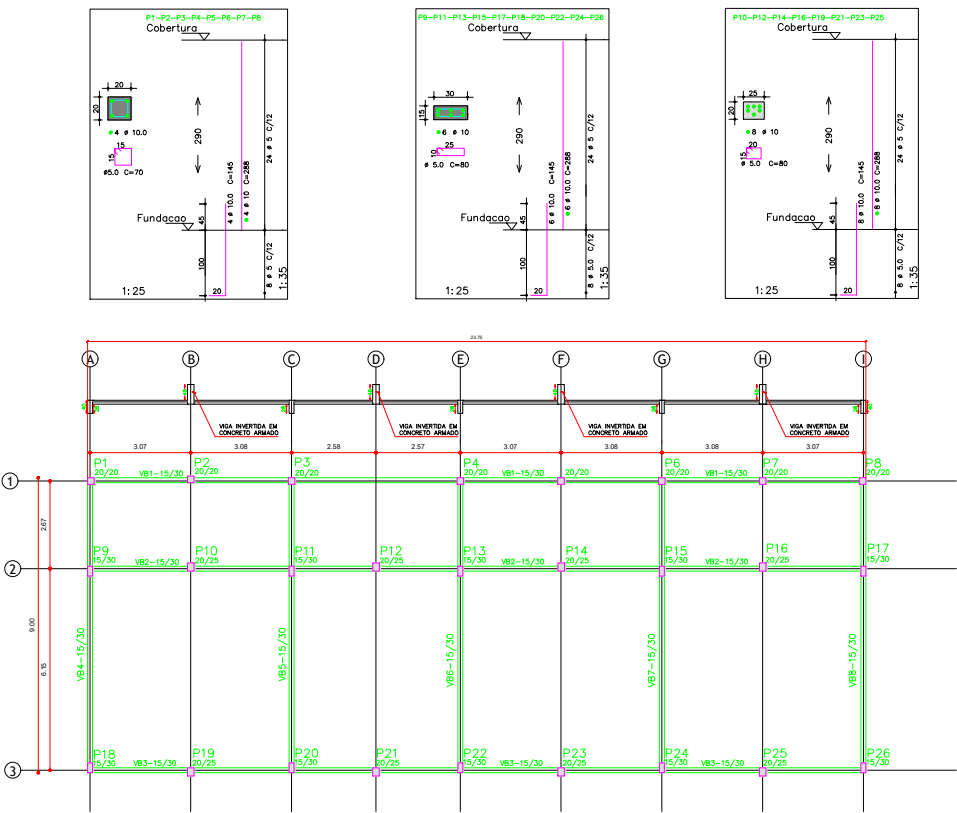 P1-P2-P3-P4-P5-P6-P7-P8
Cobertura
20
20
4 ø 10.0
15
15
ø5.0 C=70
290
24 ø 5 C/12
4 ø 10.0 C=145
4 ø 10 C=288
Fundacao
45
100
8 ø 5 C/12
20
1:25
1:35
P9-P11-P13-P15-P17-P18-P20-P22-P24-P26
Cobertura
30
15
6 ø 10
25
10
ø 5.0 C=80
290
24 ø 5 C/12
6 ø 10.0 C=145
6 ø 10.0 C=288
Fundacao
45
100
8 ø 5.0 C/12
20
1:25
1:35
P10-P12-P14-P16-P19-P21-P23-P25
Cobertura
25
20
8 ø 10
20
15
ø 5.0 C=80
290
24 ø 5 C/12
8 ø 10.0 C=145
8 ø 10.0 C=288
Fundacao
45
100
8 ø 5.0 C/12
20
1:25
1:35
23.75
A B C D E F G H I
VIGA INVERTIDA EM
CONCRETO ARMADO
VIGA INVERTIDA EM
CONCRETO ARMADO
VIGA INVERTIDA EM
CONCRETO ARMADO
VIGA INVERTIDA EM
CONCRETO ARMADO
3.07 3.08 2.58 2.57 3.07 3.08 3.08 3.07
P1 P2 P3 P4 P6 P7 P8
20/20 VB1-15/30 20/20 20/20 20/20 VB1-15/30 20/20 20/20 VB1-15/30 20/20 20/20
1
2.67
P9 P10 P11 P12 P13 P14 P15 P16 P17
15/30 VB2-15/30 20/25 15/30 20/25 15/30 VB2-15/30 20/25 15/30 VB2-15/30 20/25 15/30
2
9.00
6.15
VB4-15/30 VB5-15/30 VB6-15/30 VB7-15/30 VB8-15/30
P18 P19 P20 P21 P22 P23 P24 P25 P26
15/30 VB3-15/30 20/25 15/30 20/25 15/30 VB3-15/30 20/25 15/30 VB3-15/30 20/25 15/30
3